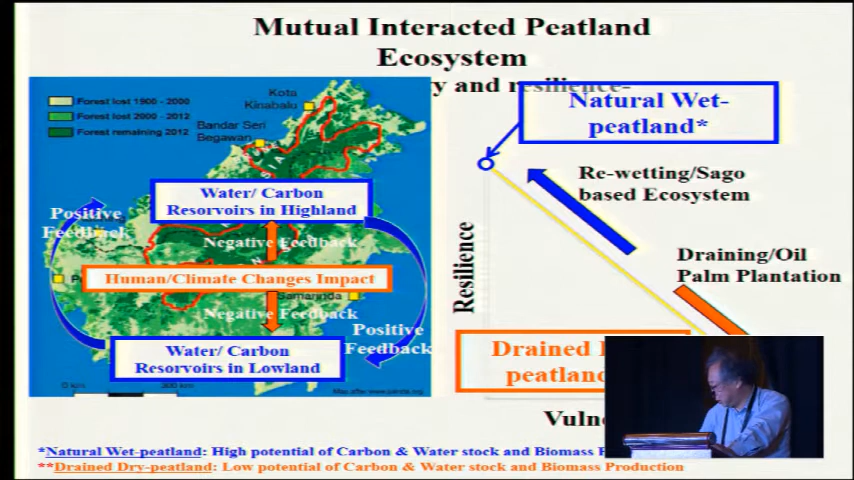 Mutual Interacted Peatland
Ecosystem
and resilience-
Forest lost 1900 - 2000
Forest lost 2000 - 2012
Forest remaining 2012
Kota
Kinabalu
Bandar Seri
Begawan
Water/ Carbon
Resorvoirs in Highland
Positive
Feedback
Negative Feedback
Human/Climate Changes Impact
Samarinda
Negative Feedback
Positive
Feedback
Water/ Carbon
Resorvoirs in Lowland
0 km
300 km
Natural Wet-
peatland*
Re-wetting/Sago
based Ecosystem
Resilience
Draining/Oil
Palm Plantation
Drained
peatland
*Natural Wet-peatland: High potential of Carbon & Water stock and Biomass
**Drained Dry-peatland: Low potential of Carbon & Water stock and Biomass Production